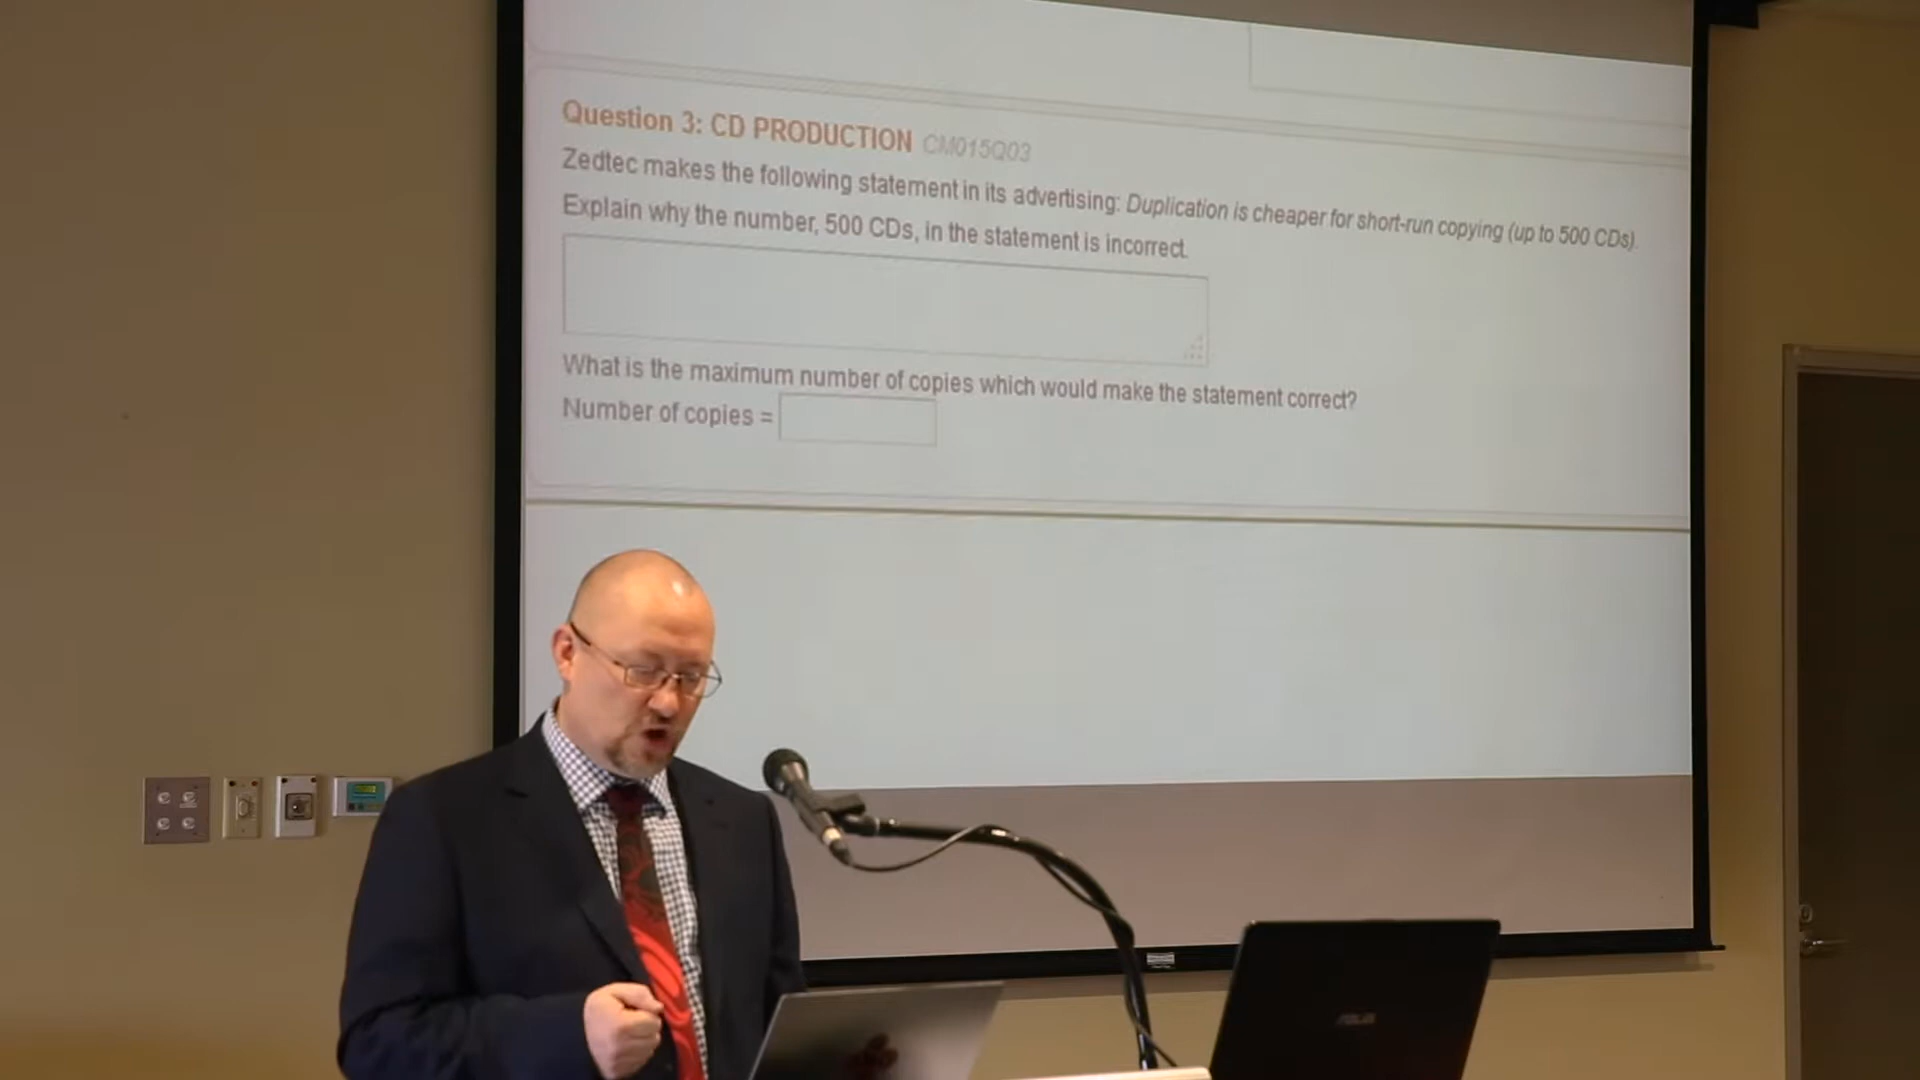 Question 3: CD PRODUCTION CM015Q03
Zedtec makes the following statement in its advertising: Duplication is cheaper for short-run copying (up to 500 CDs).
Explain why the number, 500 CDs, in the statement is incorrect.
What is the maximum number of copies which would make the statement correct?
Number of copies =
ASUS